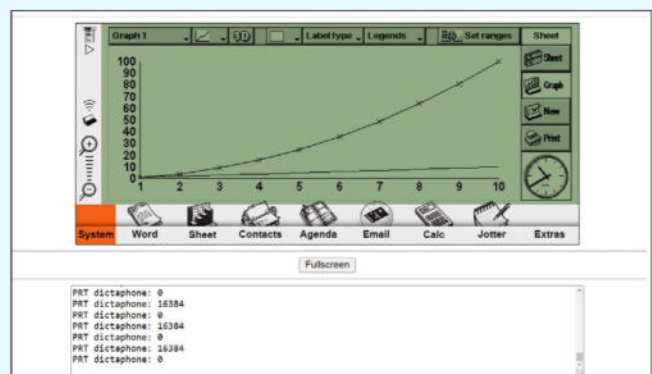 Graph 1 3D Label type Legends Set ranges Sheet
100
90
80
70
60
50
40
30
20
10
0
1 2 3 4 5 6 7 8 9 10
Sheet
Graph
New
Print
System Word Sheet Contacts Agenda Email Calc Jotter Extras
Fullscreen
PRT dictaphone: 0
PRT dictaphone: 16384
PRT dictaphone: 0
PRT dictaphone: 16384
PRT dictaphone: 0
PRT dictaphone: 16384
PRT dictaphone: 0